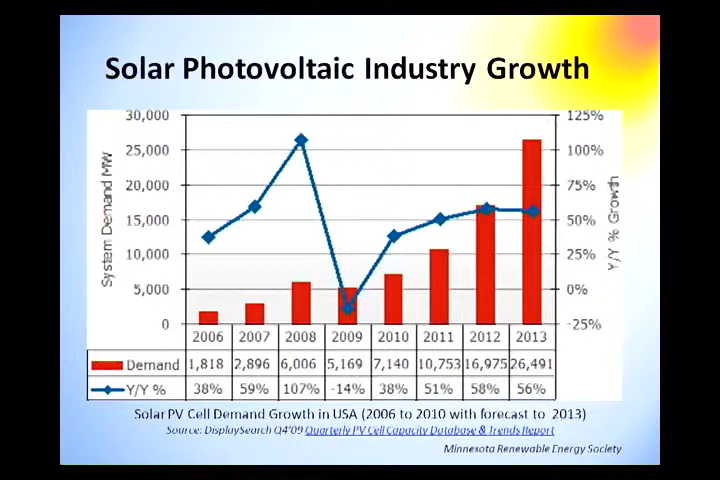 Solar Photovoltaic Industry Growth
30,000
25,000
20,000
15,000
10,000
5,000
0
System Demand MW
125%
100%
75%
50%
25%
0%
-25%
Y/Y % Growth
2006 2007 2008 2009 2010 2011 2012 2013
Demand 1,818 2,896 6,006 5,169 7,140 10,753 16,975 26,491
Y/Y % 38% 59% 107% -14% 38% 51% 58% 56%
Solar PV Cell Demand Growth in USA (2006 to 2010 with forecast to 2013)
Source: DisplaySearch Q4'09 Quarterly PV Cell Capacity Database & Trends Report
Minnesota Renewable Energy Society